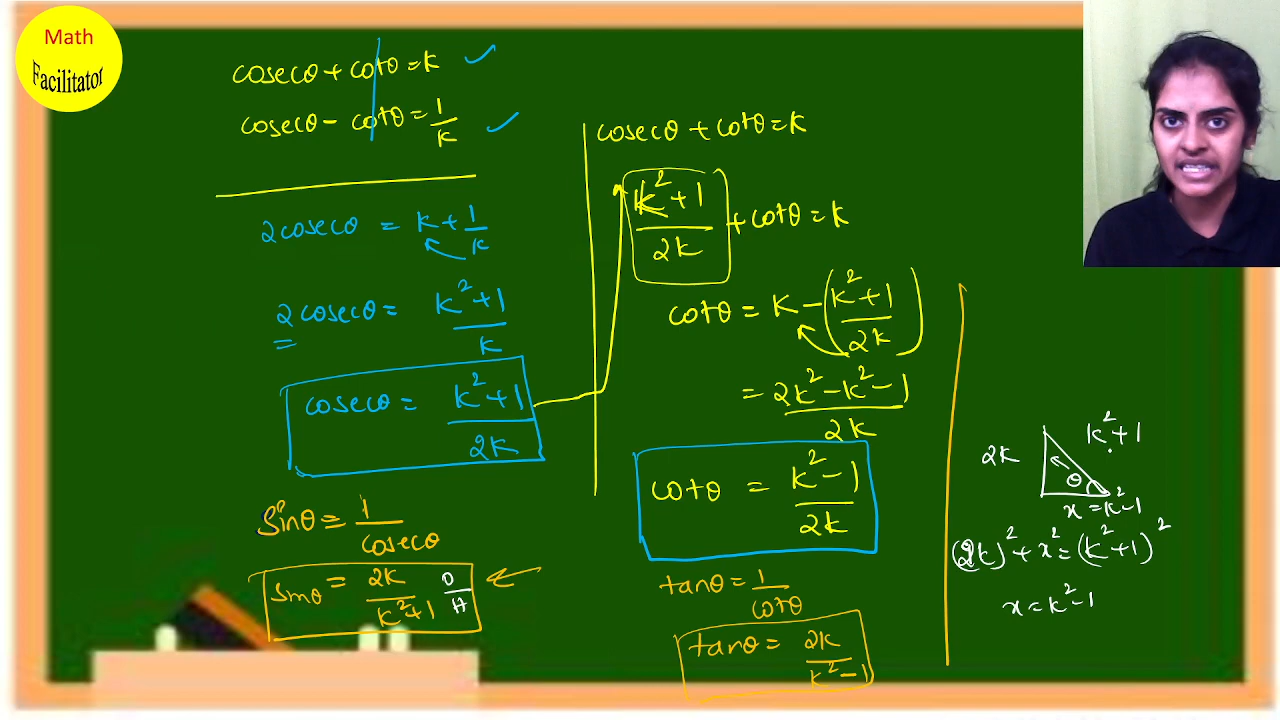 Math
Facilitator
cosecθ + cotθ = k ✓
cosecθ - cotθ = 1/k ✓
2cosecθ = k + 1/k
2cosecθ = k²+1/k
cosecθ = k²+1/2k
sinθ = 1/cosecθ
sinθ = 2k/k²+1 O/H
cosecθ + cotθ = k
k²+1/2k + cotθ = k
cotθ = k - (k²+1/2k)
= 2k²-k²-1/2k
cotθ = k²-1/2k
tanθ = 1/cotθ
tanθ = 2k/k²-1
2k
k²+1
θ
x = k²-1
(2k)² + x² = (k²+1)²
x = k²-1